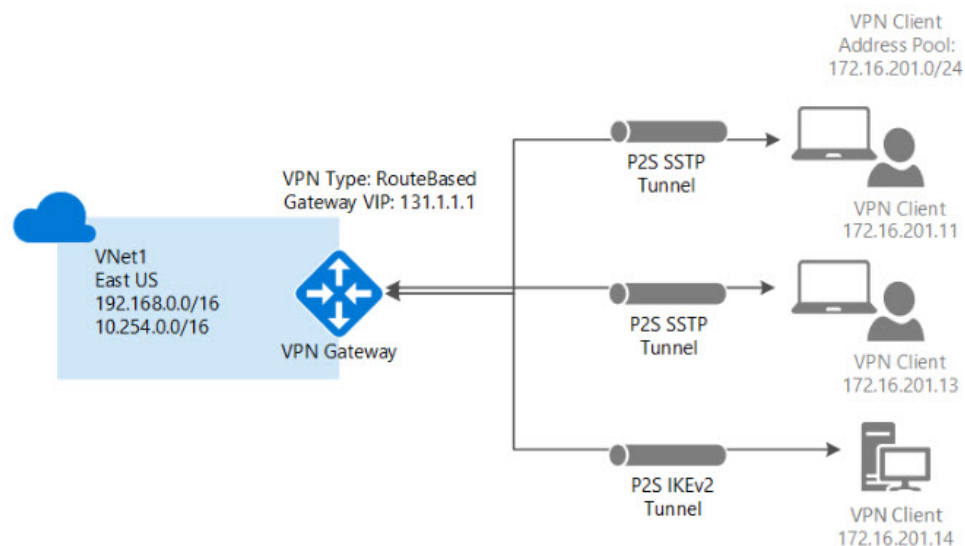 VPN Client
Address Pool:
172.16.201.0/24
P2S SSTP
Tunnel
VPN Type: RouteBased
Gateway VIP: 131.1.1.1
VPN Client
172.16.201.11
VNet1
East US
192.168.0.0/16
10.254.0.0/16
VPN Gateway
P2S SSTP
Tunnel
VPN Client
172.16.201.13
P2S IKEv2
Tunnel
VPN Client
172.16.201.14